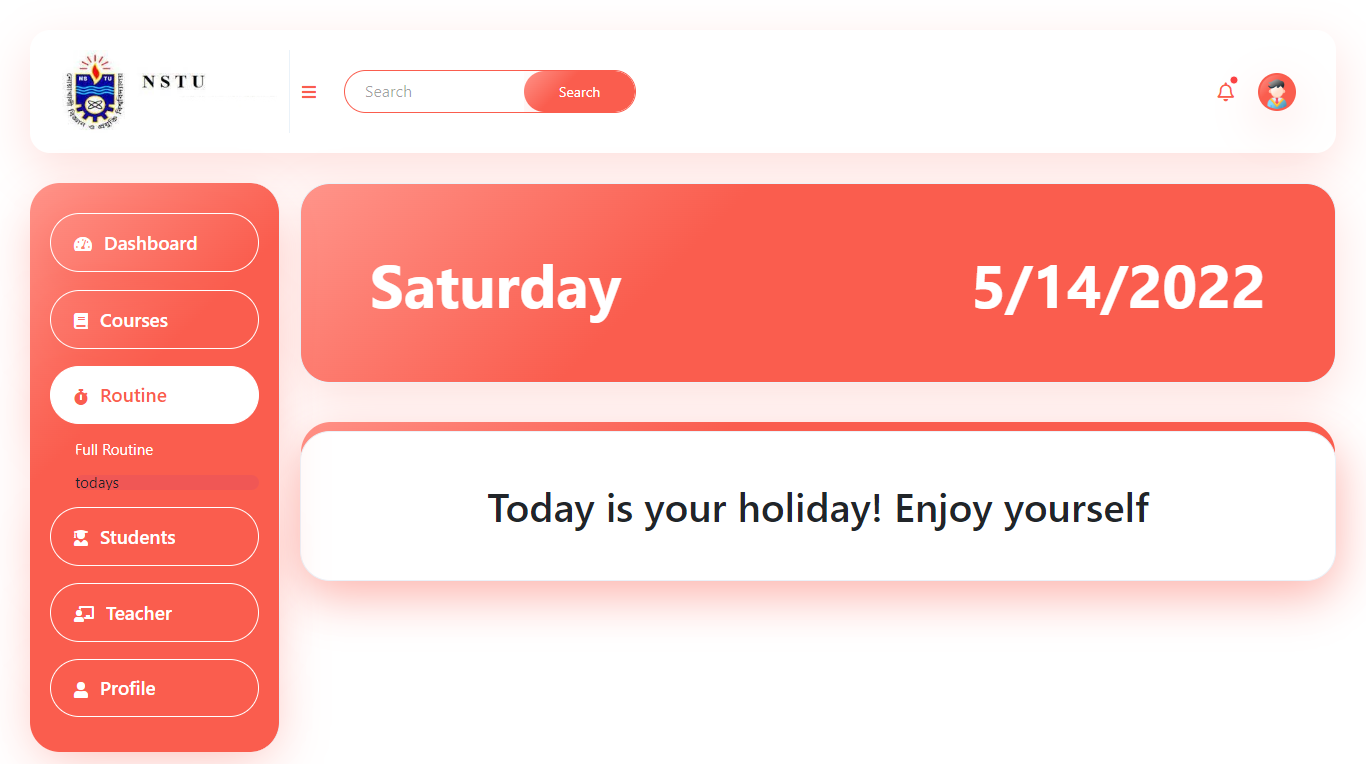 NSTU
Search
Search
Dashboard
Courses
Routine
Full Routine
todays
Students
Teacher
Profile
Saturday
5/14/2022
Today is your holiday! Enjoy yourself